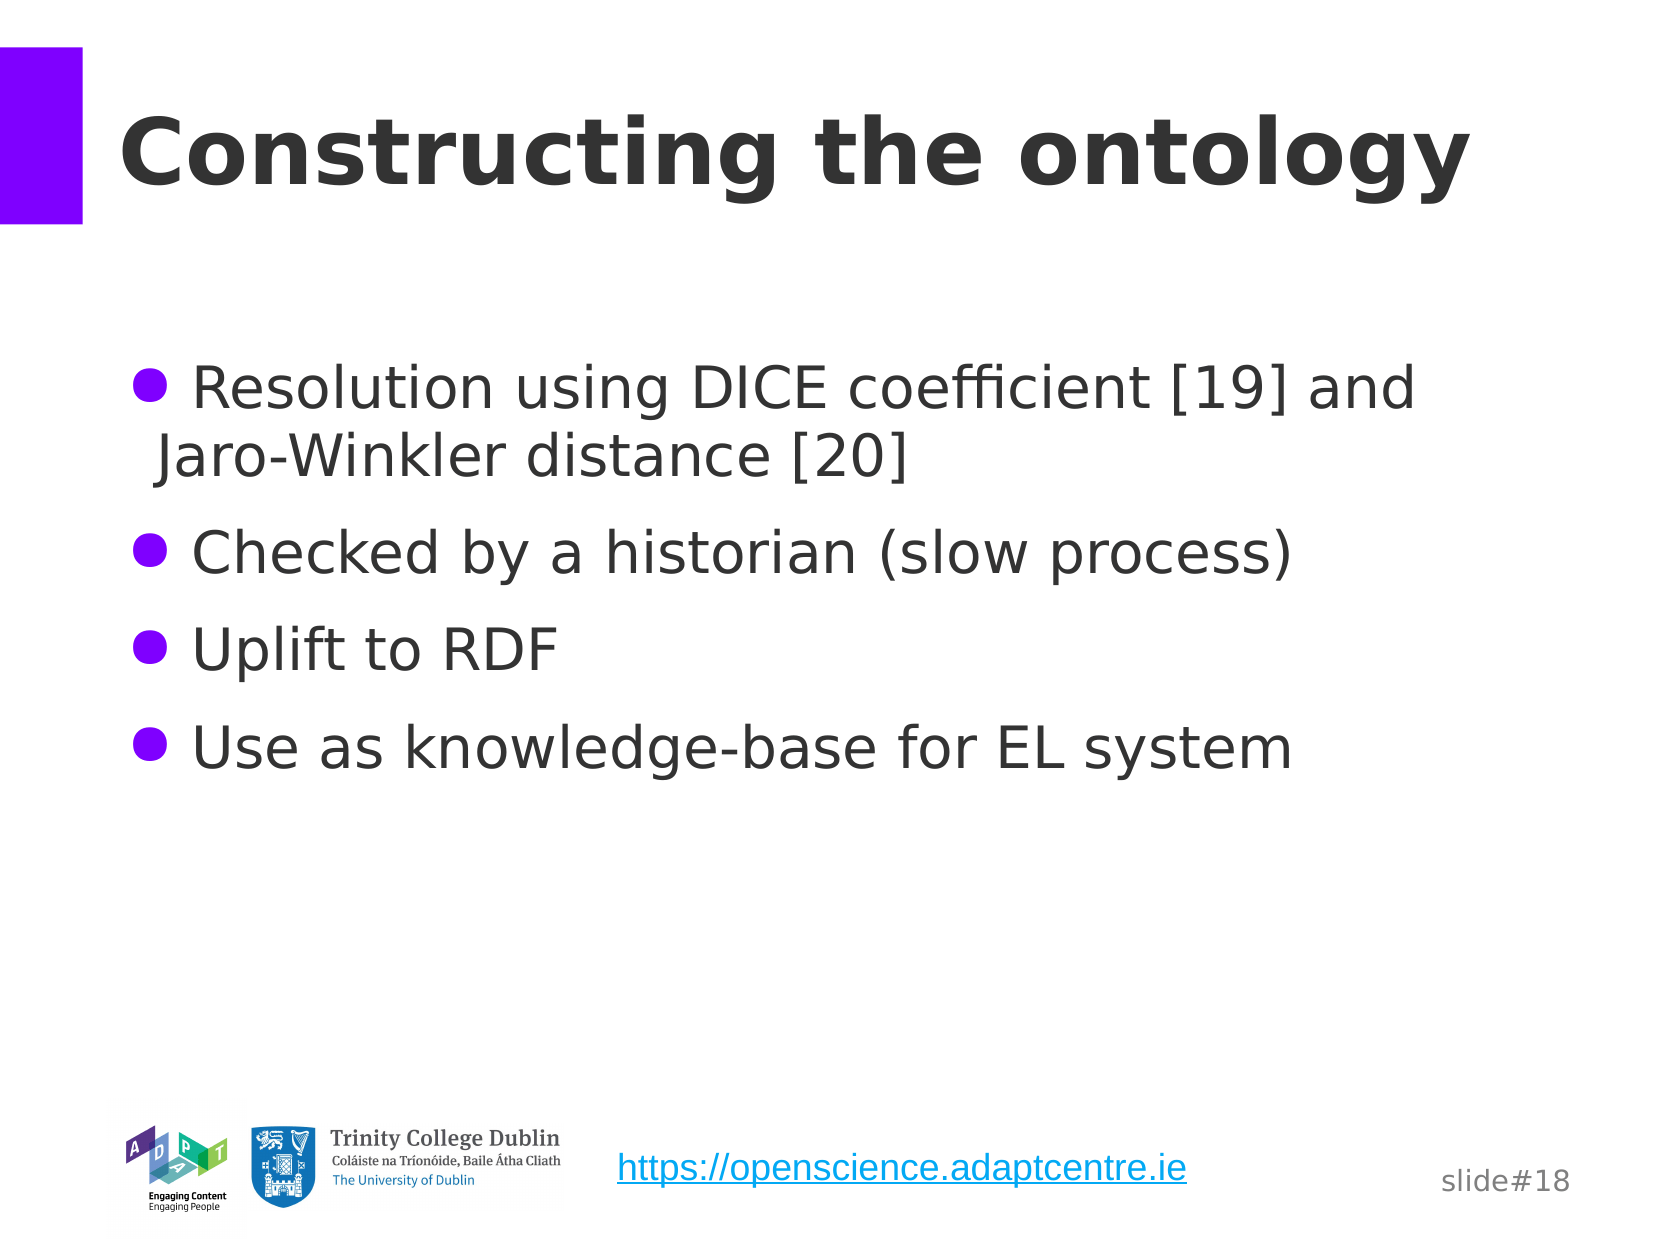 Constructing the ontology
● Resolution using DICE coefficient [19] and
Jaro-Winkler distance [20]
● Checked by a historian (slow process)
● Uplift to RDF
● Use as knowledge-base for EL system
ADAPT
Engaging Content
Engaging People
Trinity College Dublin
Coláiste na Tríonóide, Baile Átha Cliath
The University of Dublin
https://openscience.adaptcentre.ie
slide#18